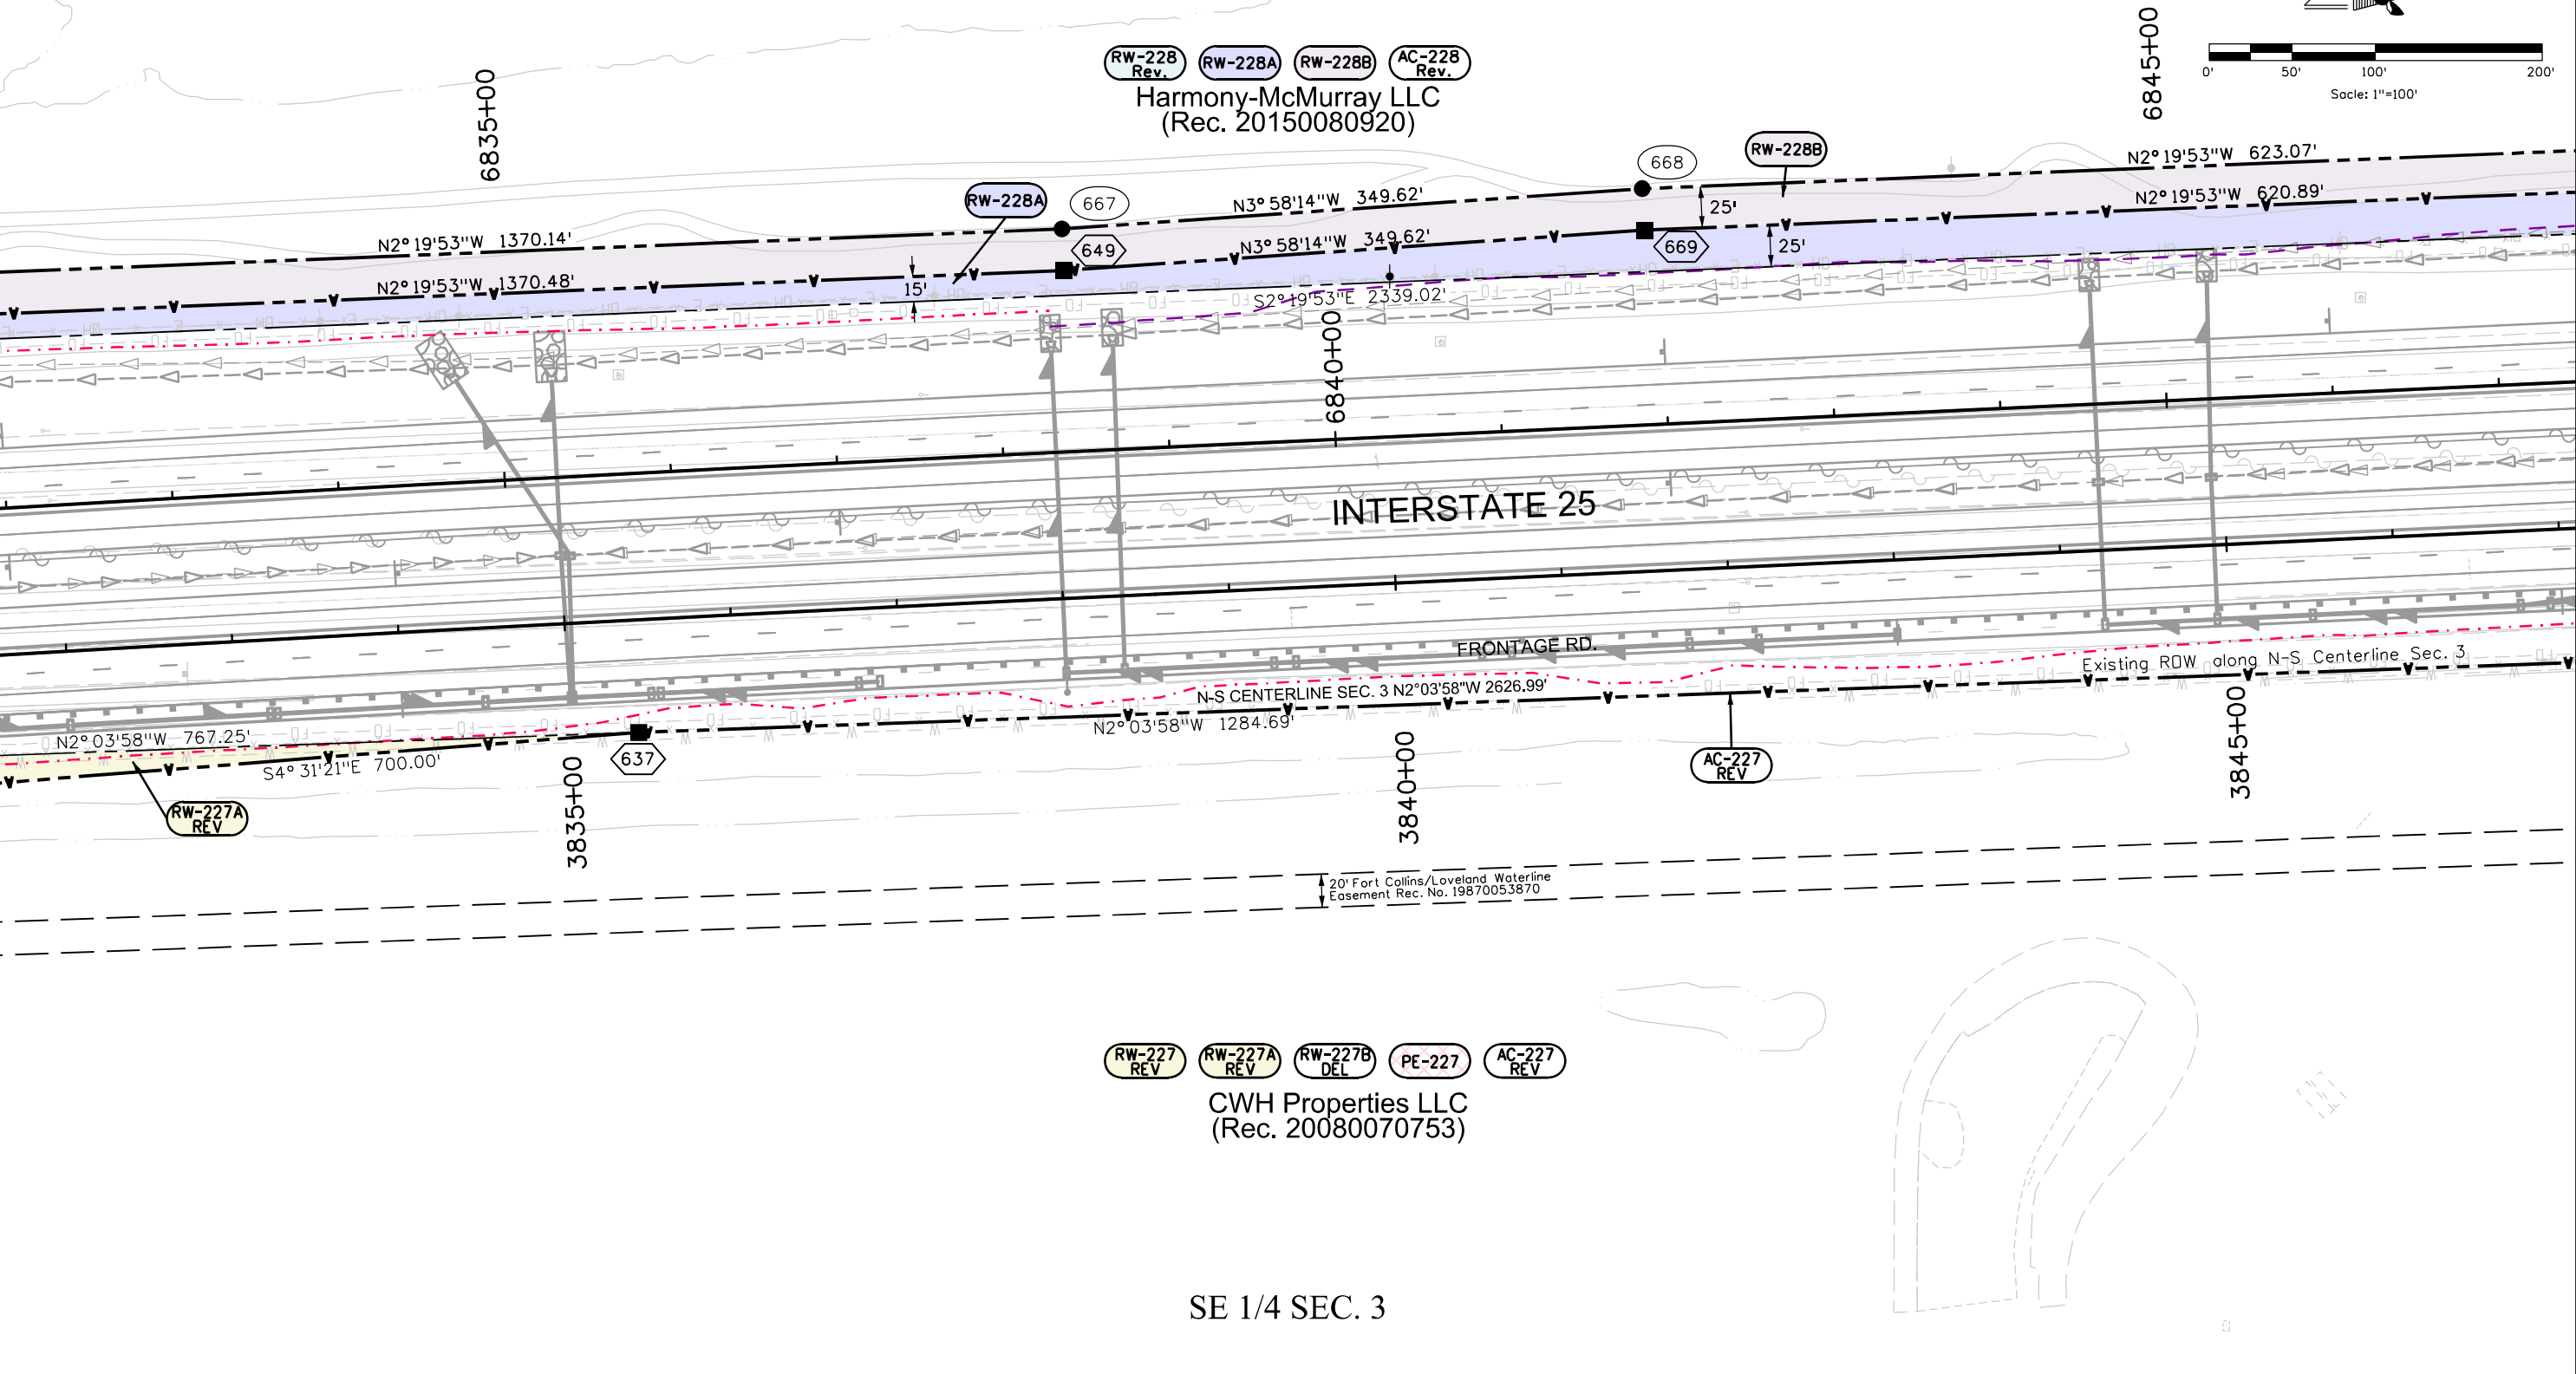 6835+00
RW-228
Rev.
RW-228A
RW-228B
AC-228
Rev.
Harmony-McMurray LLC
(Rec. 20150080920)
6845+00
0'
50'
100'
200'
Sacle: 1"=100'
RW-228A
667
668
RW-228B
N2°19'53"W 1370.14'
N3°58'14"W 349.62'
N2°19'53"W 623.07'
25'
N2°19'53"W 620.89'
649
N3°58'14"W 349.62'
669
25'
N2°19'53"W 1370.48'
15'
S2°19'53"E 2339.02'
6840+00
INTERSTATE 25
FRONTAGE RD.
Existing ROW along N-S Centerline Sec. 3
N-S CENTERLINE SEC. 3 N2°03'58"W 2626.99'
N2°03'58"W 1284.69'
N2°03'58"W 767.25'
S4°31'21"E 700.00'
637
AC-227
REV
RW-227A
REV
3835+00
3840+00
3845+00
20' Fort Collins/Loveland Waterline
Easement Rec. No. 19870053870
RW-227
REV
RW-227A
REV
RW-227B
DEL
PE-227
AC-227
REV
CWH Properties LLC
(Rec. 20080070753)
SE 1/4 SEC. 3